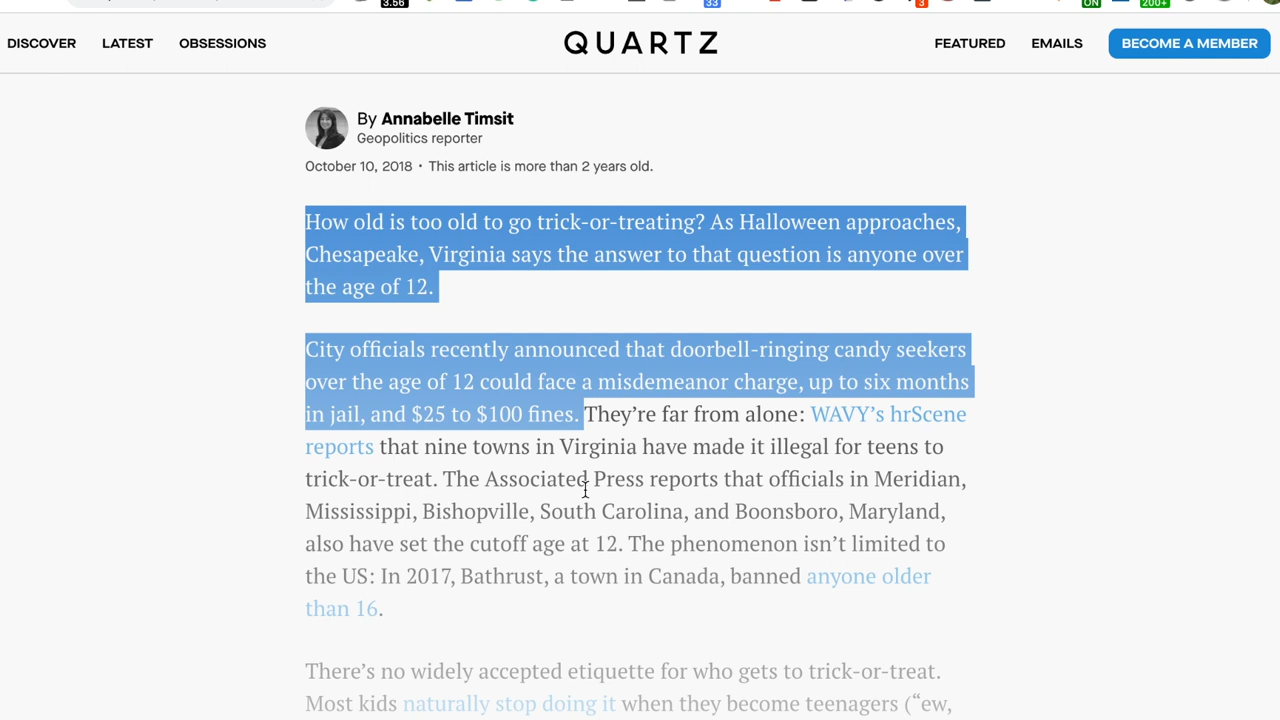 3.56
33
3
ON
200+
DISCOVER LATEST OBSESSIONS QUARTZ FEATURED EMAILS BECOME A MEMBER
By Annabelle Timsit
Geopolitics reporter
October 10, 2018 • This article is more than 2 years old.
How old is too old to go trick-or-treating? As Halloween approaches,
Chesapeake, Virginia says the answer to that question is anyone over
the age of 12.
City officials recently announced that doorbell-ringing candy seekers
over the age of 12 could face a misdemeanor charge, up to six months
in jail, and $25 to $100 fines. They’re far from alone: WAVY’s hrScene
reports that nine towns in Virginia have made it illegal for teens to
trick-or-treat. The Associated Press reports that officials in Meridian,
Mississippi, Bishopville, South Carolina, and Boonsboro, Maryland,
also have set the cutoff age at 12. The phenomenon isn’t limited to
the US: In 2017, Bathrust, a town in Canada, banned anyone older
than 16.
There’s no widely accepted etiquette for who gets to trick-or-treat.
Most kids naturally stop doing it when they become teenagers (“ew,